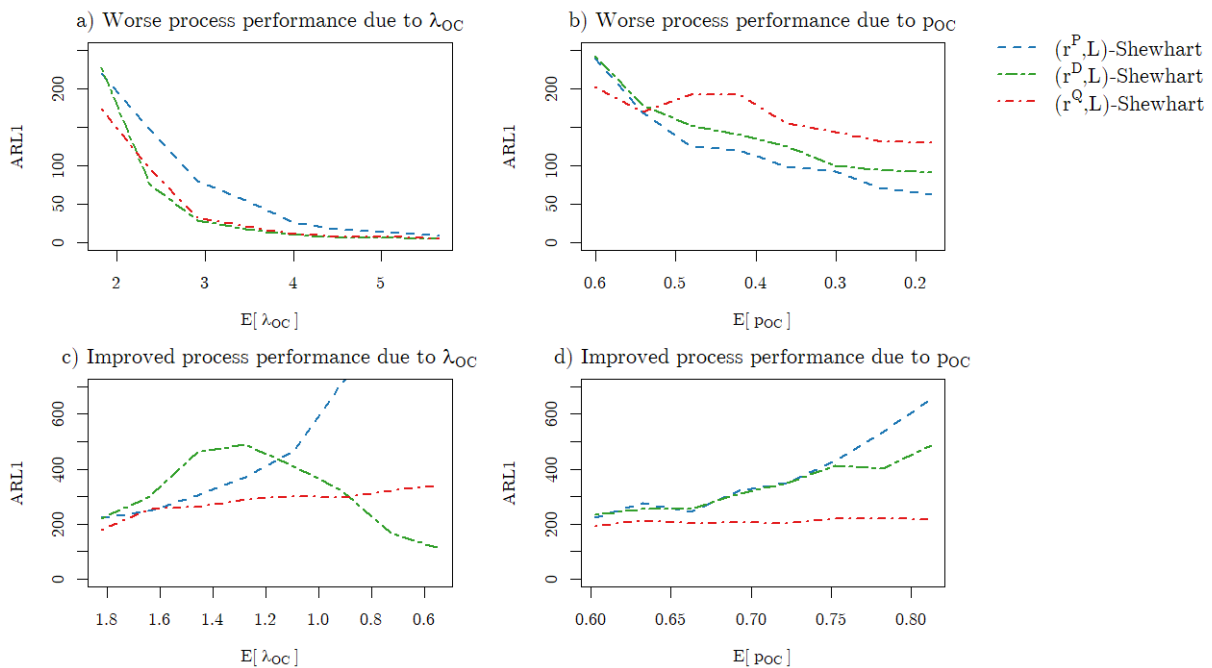 a) Worse process performance due to λOC
b) Worse process performance due to pOC
(r^P,L)-Shewhart
(r^D,L)-Shewhart
(r^Q,L)-Shewhart
ARL1
200
100
50
0
2 3 4 5
E[ λOC ]
ARL1
200
100
50
0
0.6 0.5 0.4 0.3 0.2
E[ pOC ]
c) Improved process performance due to λOC
d) Improved process performance due to pOC
ARL1
600
400
200
0
1.8 1.6 1.4 1.2 1.0 0.8 0.6
E[ λOC ]
ARL1
600
400
200
0
0.60 0.65 0.70 0.75 0.80
E[ pOC ]